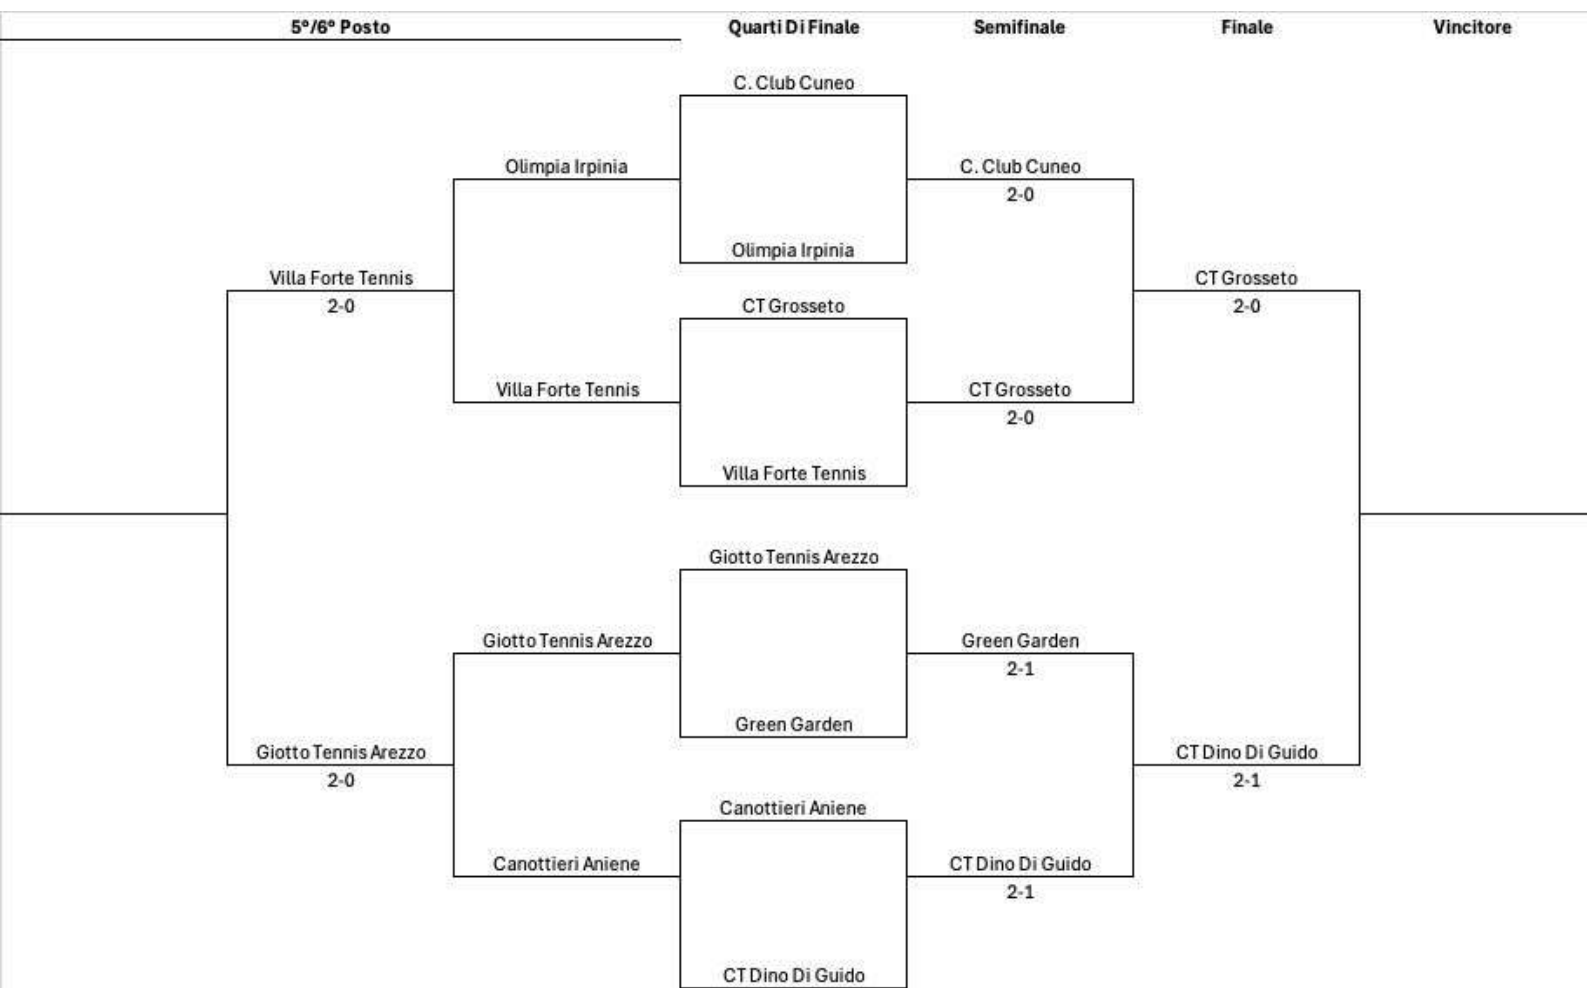 5°/6° Posto Quarti Di Finale Semifinale Finale Vincitore
C. Club Cuneo
Olimpia Irpinia C. Club Cuneo
2-0
Olimpia Irpinia
Villa Forte Tennis CT Grosseto
2-0 CT Grosseto 2-0
Villa Forte Tennis CT Grosseto
2-0
Villa Forte Tennis
Giotto Tennis Arezzo
Giotto Tennis Arezzo Green Garden
2-1
Green Garden
Giotto Tennis Arezzo CT Dino Di Guido
2-0 2-1
Canottieri Aniene
Canottieri Aniene CT Dino Di Guido
2-1
CT Dino Di Guido